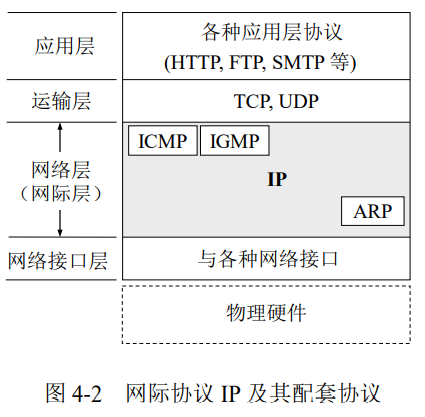 应用层
各种应用层协议
(HTTP, FTP, SMTP 等)
运输层
TCP, UDP
网络层
（网际层）
ICMP
IGMP
IP
ARP
网络接口层
与各种网络接口
物理硬件
图 4-2 网际协议 IP 及其配套协议